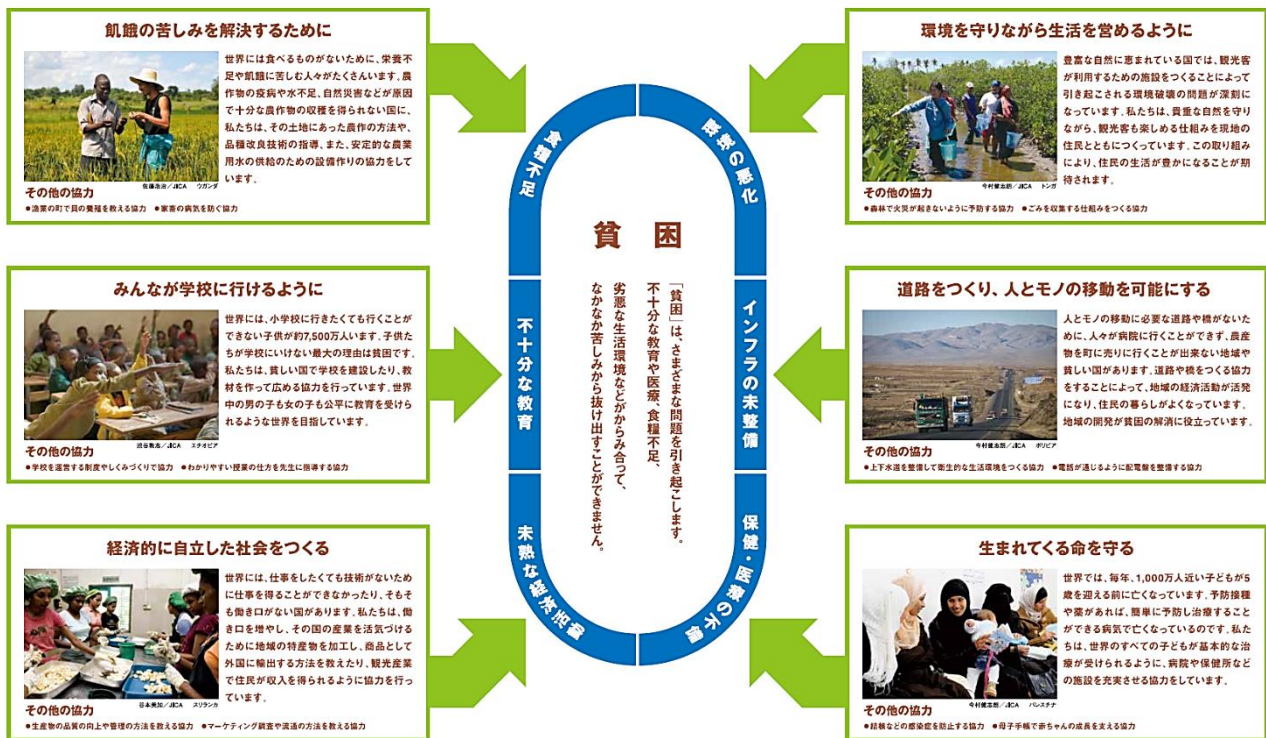 飢餓の苦しみを解決するために
世界には食べるものがないために、栄養不
足や飢餓に苦しむ人々がたくさんいます。農
作物の疫病や水不足、自然災害などが原因
で十分な農作物の収穫を得られない国に、
私たちは、その土地にあった農作の方法や、
品種改良技術の指導、また、安定的な農業
用水の供給のための設備作りの協力をして
います。
佐藤浩治/JICA ウガンダ
その他の協力
●漁業の町で貝の養殖を教える協力 ●家畜の病気を防ぐ協力
みんなが学校に行けるように
世界には、小学校に行きたくても行くことが
できない子供が約7,500万人います。子供た
ちが学校にいけない最大の理由は貧困です。
私たちは、貧しい国で学校を建設したり、教
材を作って広める協力を行っています。世界
中の男の子も女の子も公平に教育を受けら
れるような世界を目指しています。
渋谷敦志/JICA エチオピア
その他の協力
●学校を運営する制度やしくみづくりで協力 ●わかりやすい授業の仕方を先生に指導する協力
経済的に自立した社会をつくる
世界には、仕事をしたくても技術がないため
に仕事を得ることができなかったり、そもそ
も働き口がない国があります。私たちは、働
き口を増やし、その国の産業を活気づける
ために地域の特産物を加工し、商品として
外国に輸出する方法を教えたり、観光産業
で住民が収入を得られるように協力を行っ
ています。
谷本美加/JICA スリランカ
その他の協力
●生産物の品質の向上や管理の方法を教える協力 ●マーケティング調査や流通の方法を教える協力
食糧不足
不十分な教育
未熟な経済活動
貧困
「貧困」は、さまざまな問題を引き起こします。
不十分な教育や医療、食糧不足、
劣悪な生活環境などがからみ合って、
なかなか苦しみから抜け出すことができません。
環境の悪化
インフラの未整備
保健・医療の不備
環境を守りながら生活を営めるように
豊富な自然に恵まれている国では、観光客
が利用するための施設をつくることによって
引き起こされる環境破壊の問題が深刻に
なっています。私たちは、貴重な自然を守り
ながら、観光客も楽しめる仕組みを現地の
住民とともにつくっています。この取り組み
により、住民の生活が豊かになることが期
待されます。
今村健志朗/JICA トンガ
その他の協力
●森林で火災が起きないように予防する協力 ●ごみを収集する仕組みをつくる協力
道路をつくり、人とモノの移動を可能にする
人とモノの移動に必要な道路や橋がないた
めに、人々が病院に行くことができず、農産
物を町に売りに行くことが出来ない地域や
貧しい国があります。道路や橋をつくる協力
をすることによって、地域の経済活動が活発
になり、住民の暮らしがよくなっています。
地域の開発が貧困の解消に役立っています。
今村健志朗/JICA ボリビア
その他の協力
●上下水道を整備して衛生的な生活環境をつくる協力 ●電話が通じるように配電盤を整備する協力
生まれてくる命を守る
世界では、毎年、1,000万人近い子どもが5
歳を迎える前に亡くなっています。予防接種
や薬があれば、簡単に予防し治療すること
ができる病気で亡くなっているのです。私た
ちは、世界のすべての子どもが基本的な治
療が受けられるように、病院や保健所など
の施設を充実させる協力をしています。
今村健志朗/JICA パレスチナ
その他の協力
●結核などの感染症を防止する協力 ●母子手帳で赤ちゃんの成長を支える協力